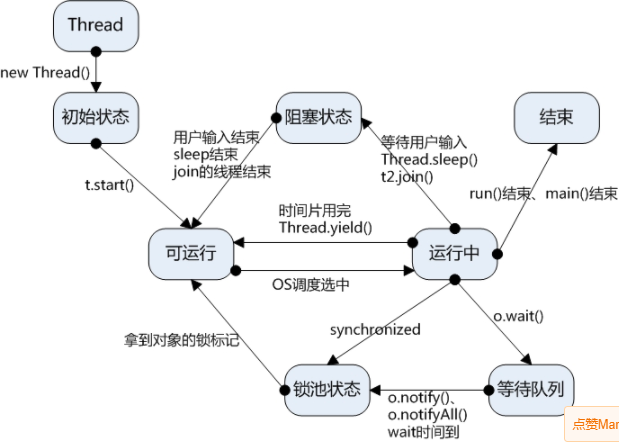 Thread
new Thread()
初始状态
阻塞状态
结束
用户输入结束
sleep结束
join的线程结束
等待用户输入
Thread.sleep()
t2.join()
t.start()
run()结束、main()结束
时间片用完
Thread.yield()
可运行
运行中
OS调度选中
o.wait()
synchronized
拿到对象的锁标记
锁池状态
等待队列
o.notify()、
o.notifyAll()
wait时间到
点赞Mar